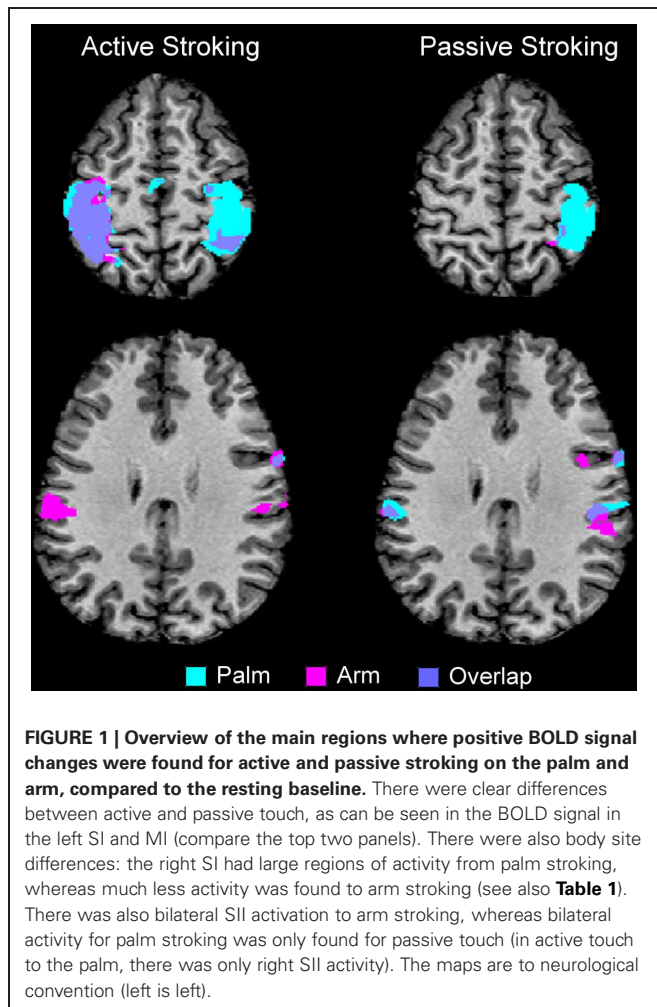 Active Stroking
Passive Stroking
Palm
Arm
Overlap
FIGURE 1 | Overview of the main regions where positive BOLD signal
changes were found for active and passive stroking on the palm and
arm, compared to the resting baseline. There were clear differences
between active and passive touch, as can be seen in the BOLD signal in
the left SI and MI (compare the top two panels). There were also body site
differences: the right SI had large regions of activity from palm stroking,
whereas much less activity was found to arm stroking (see also Table 1).
There was also bilateral SII activation to arm stroking, whereas bilateral
activity for palm stroking was only found for passive touch (in active touch
to the palm, there was only right SII activity). The maps are to neurological
convention (left is left).